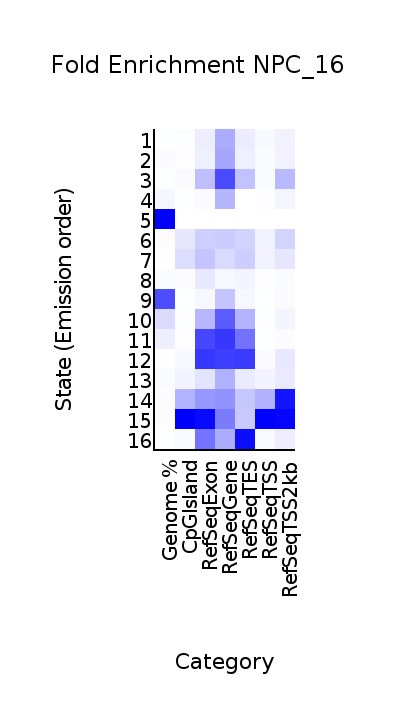 Fold Enrichment NPC_16
State (Emission order)
1
2
3
4
5
6
7
8
9
10
11
12
13
14
15
16
Genome %
CpGIsland
RefSeqExon
RefSeqGene
RefSeqTES
RefSeqTSS
RefSeqTSS2kb
Category